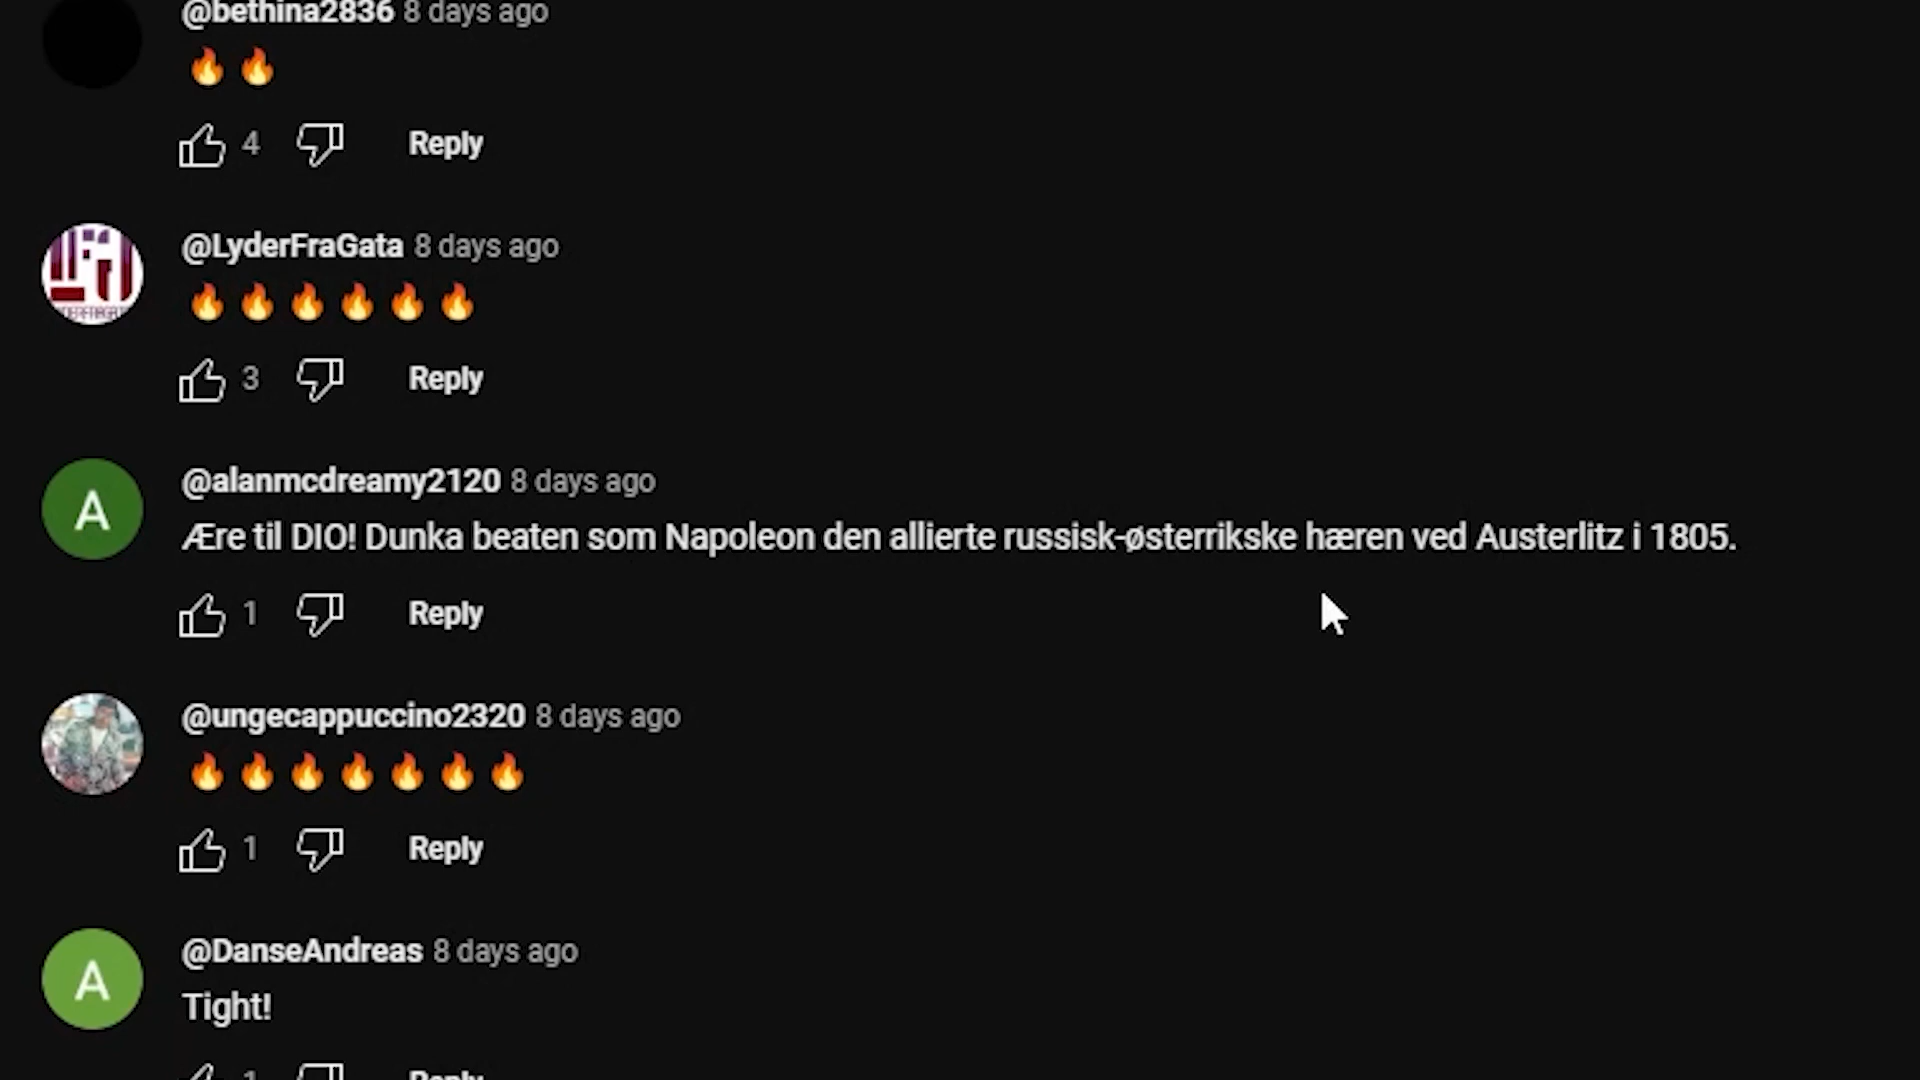 @bethina2836 8 days ago
🔥 🔥
4 Reply
@LyderFraGata 8 days ago
🔥 🔥 🔥 🔥 🔥 🔥
3 Reply
A
@alanmcdreamy2120 8 days ago
Ære til DIO! Dunka beaten som Napoleon den allierte russisk-østerrikske hæren ved Austerlitz i 1805.
1 Reply
@ungecappuccino2320 8 days ago
🔥 🔥 🔥 🔥 🔥 🔥 🔥
1 Reply
A
@DanseAndreas 8 days ago
Tight!
1 Reply